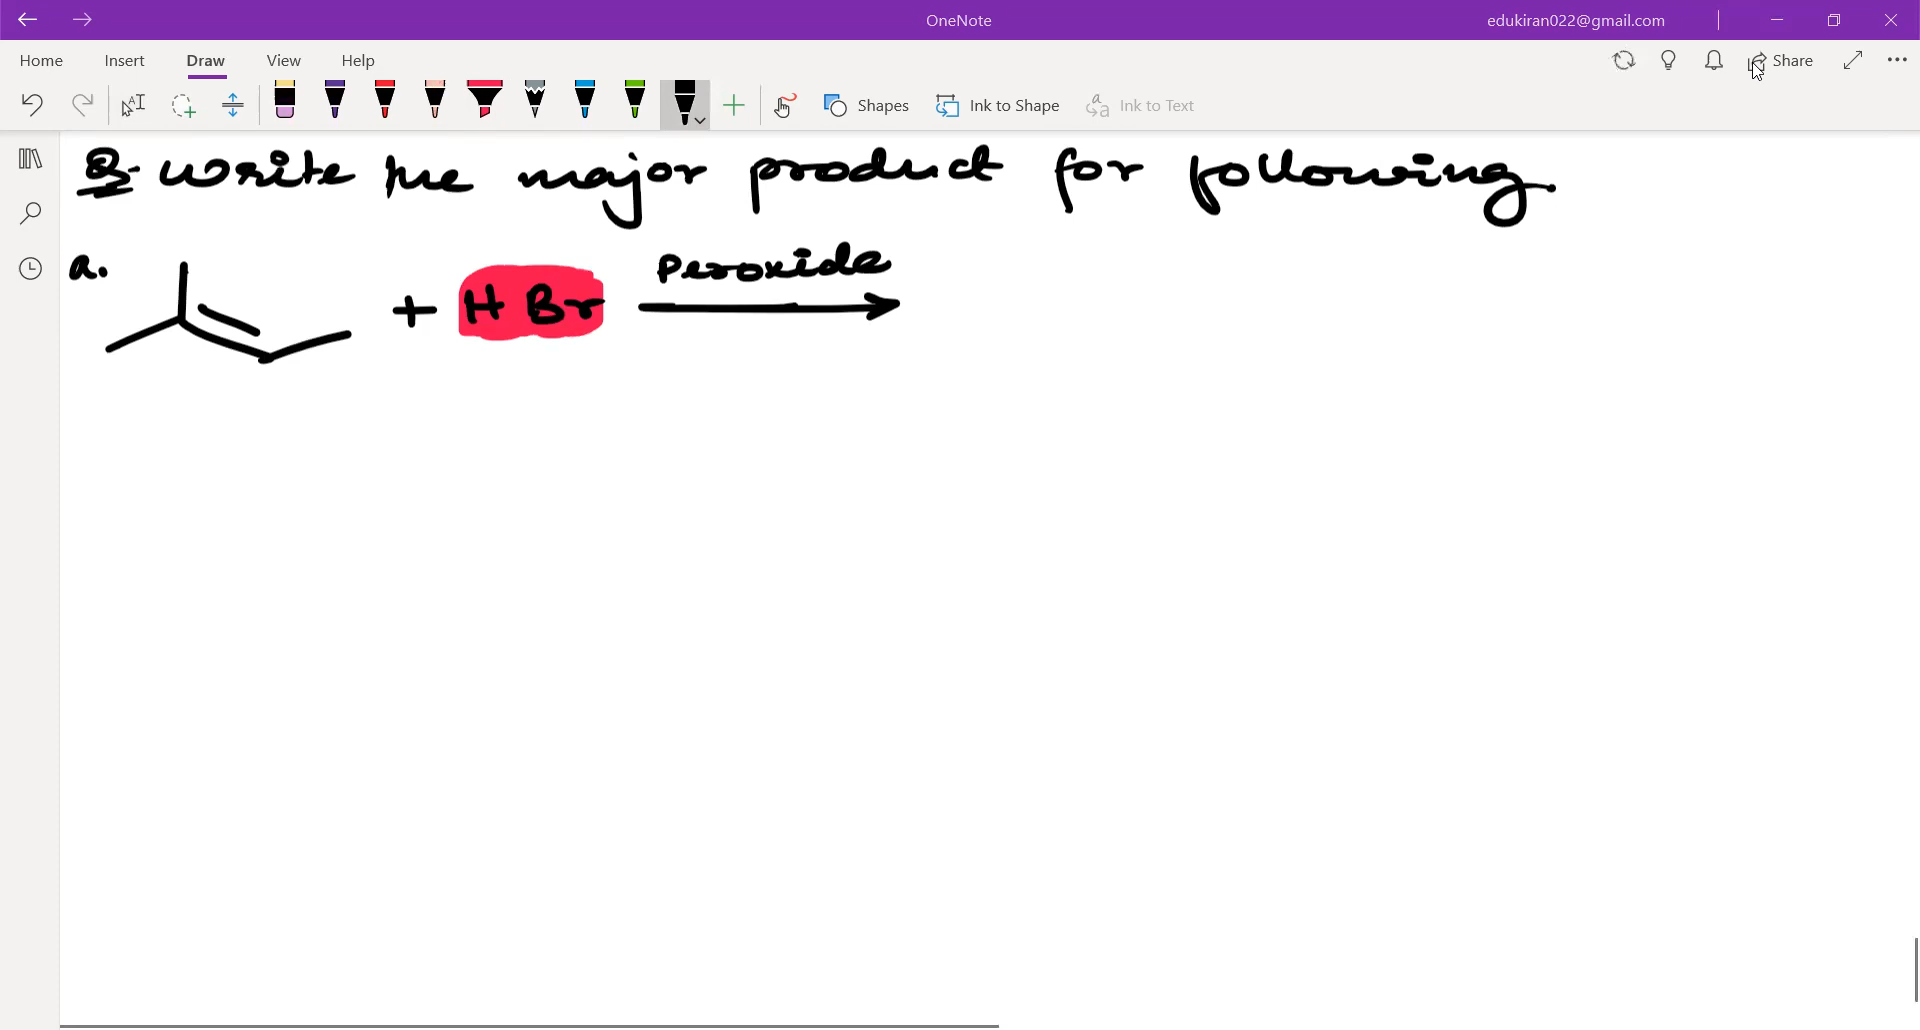 OneNote
edukiran022@gmail.com
Home Insert Draw View Help
Share
Shapes Ink to Shape Ink to Text
Q- write the major product for following.
a.
+ H Br Peroxide